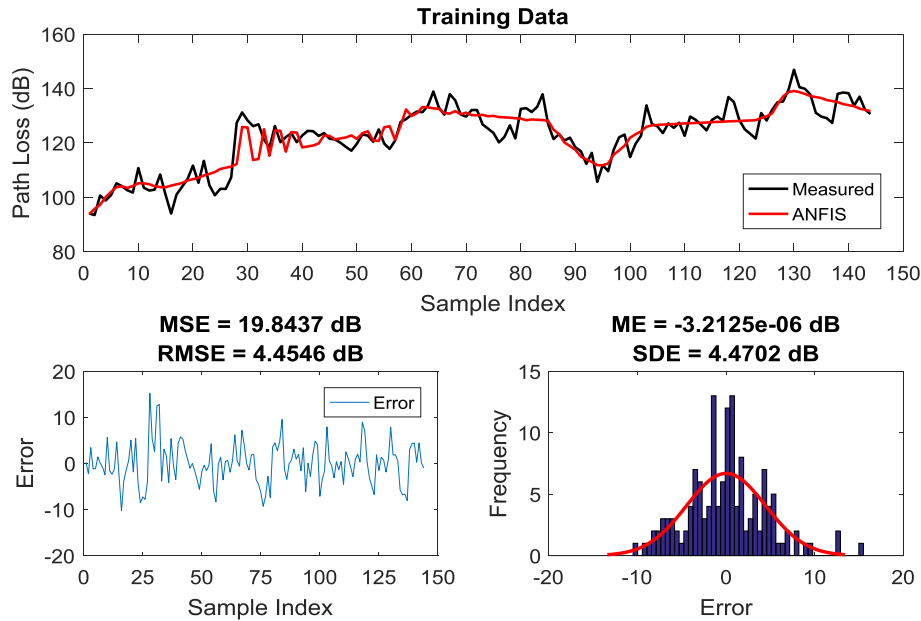 Training Data
Path Loss (dB)
160
140
120
100
80
Measured
ANFIS
0 10 20 30 40 50 60 70 80 90 100 110 120 130 140 150
Sample Index
MSE = 19.8437 dB
RMSE = 4.4546 dB
Error
20
10
0
-10
-20
Error
0 25 50 75 100 125 150
Sample Index
ME = -3.2125e-06 dB
SDE = 4.4702 dB
Frequency
15
10
5
0
-20 -10 0 10 20
Error